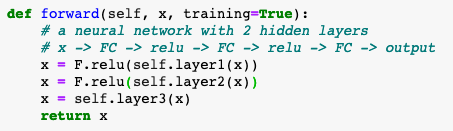 def forward(self, x, training=True):
    # a neural network with 2 hidden layers
    # x -> FC -> relu -> FC -> relu -> FC -> output
    x = F.relu(self.layer1(x))
    x = F.relu(self.layer2(x))
    x = self.layer3(x)
    return x